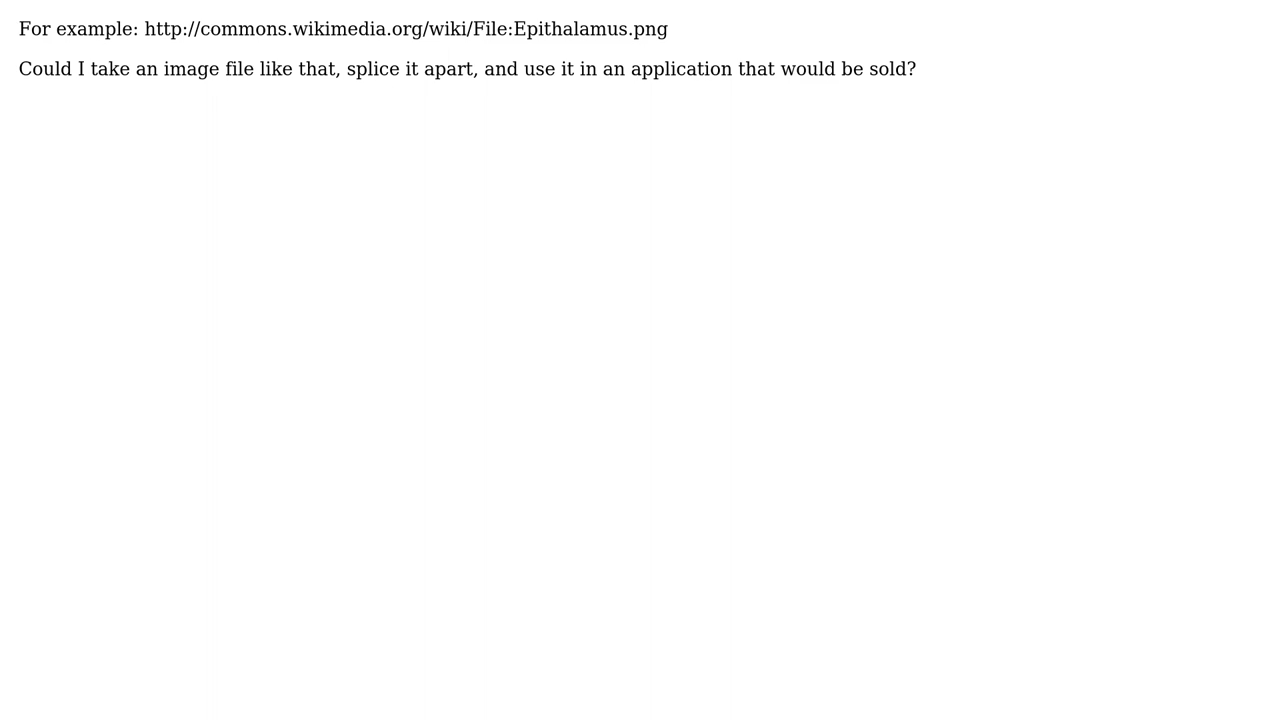 For example: http://commons.wikimedia.org/wiki/File:Epithalamus.png
Could I take an image file like that, splice it apart, and use it in an application that would be sold?